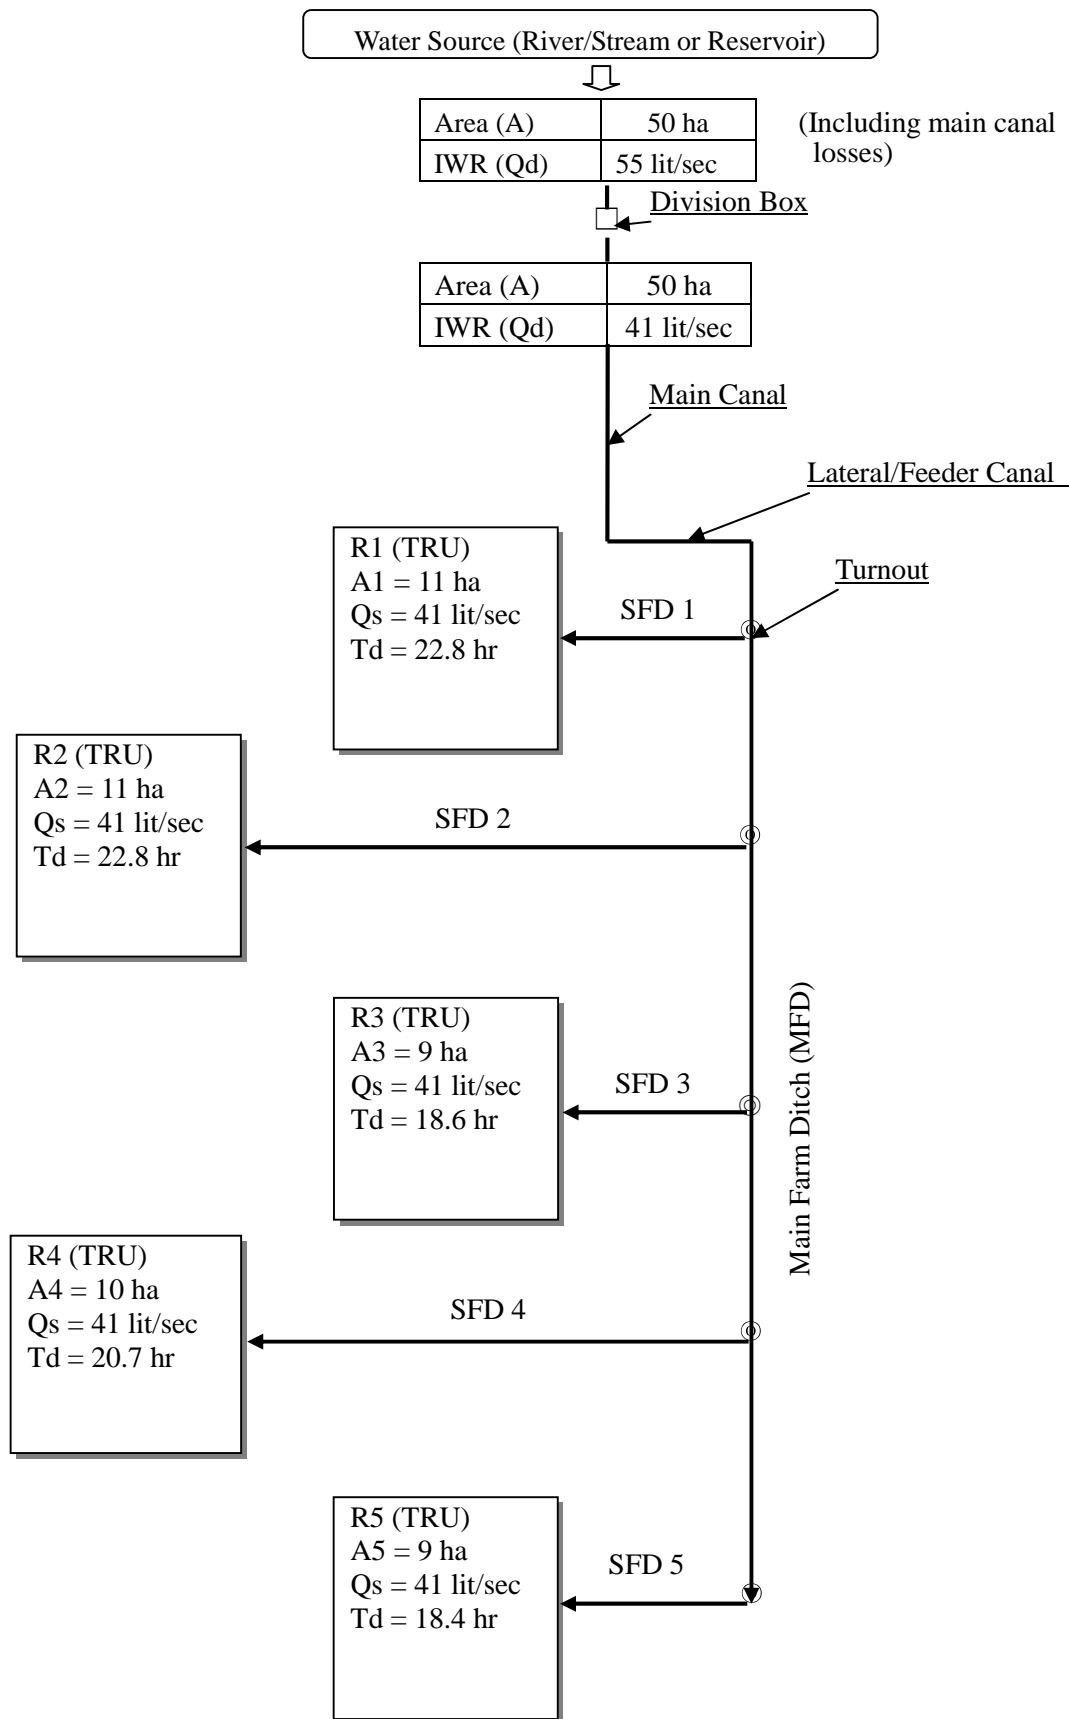 Water Source (River/Stream or Reservoir)
Area (A) 50 ha
IWR (Qd) 55 lit/sec
(Including main canal
losses)
Division Box
Area (A) 50 ha
IWR (Qd) 41 lit/sec
Main Canal
Lateral/Feeder Canal
R1 (TRU)
A1 = 11 ha
Qs = 41 lit/sec
Td = 22.8 hr
SFD 1
Turnout
R2 (TRU)
A2 = 11 ha
Qs = 41 lit/sec
Td = 22.8 hr
SFD 2
R3 (TRU)
A3 = 9 ha
Qs = 41 lit/sec
Td = 18.6 hr
SFD 3
Main Farm Ditch (MFD)
R4 (TRU)
A4 = 10 ha
Qs = 41 lit/sec
Td = 20.7 hr
SFD 4
R5 (TRU)
A5 = 9 ha
Qs = 41 lit/sec
Td = 18.4 hr
SFD 5